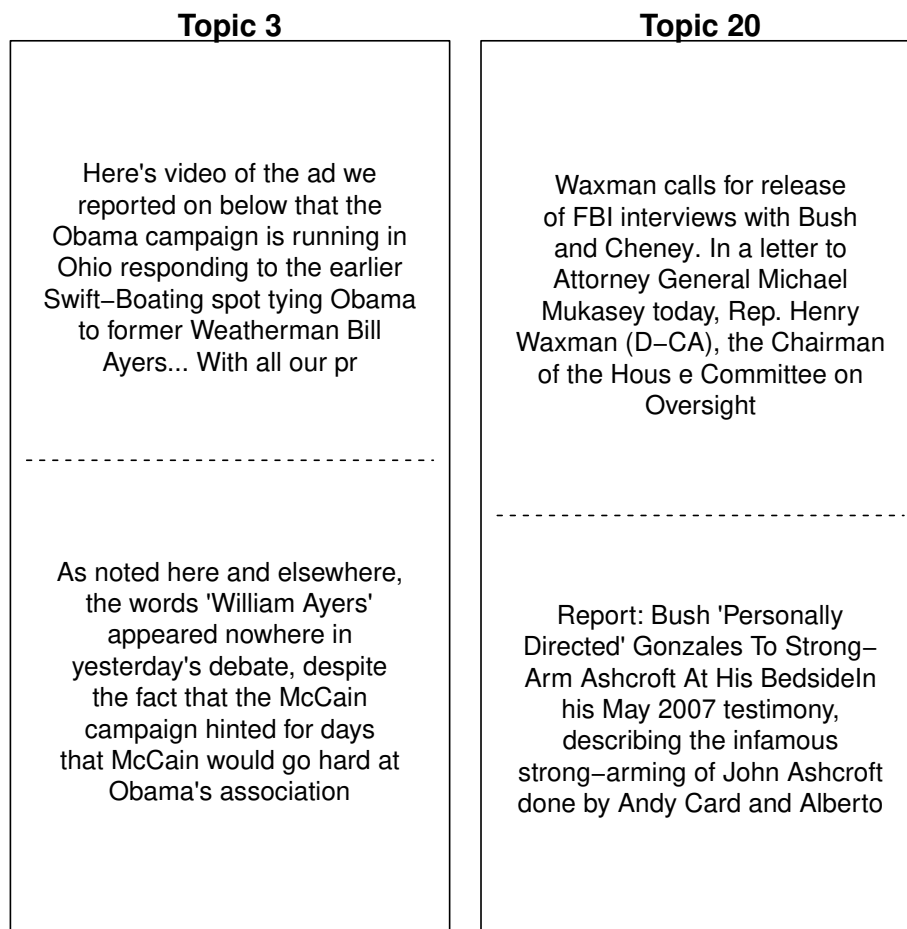 Topic 3
Here's video of the ad we
reported on below that the
Obama campaign is running in
Ohio responding to the earlier
Swift−Boating spot tying Obama
to former Weatherman Bill
Ayers... With all our pr
As noted here and elsewhere,
the words 'William Ayers'
appeared nowhere in
yesterday's debate, despite
the fact that the McCain
campaign hinted for days
that McCain would go hard at
Obama's association
Topic 20
Waxman calls for release
of FBI interviews with Bush
and Cheney. In a letter to
Attorney General Michael
Mukasey today, Rep. Henry
Waxman (D−CA), the Chairman
of the Hous e Committee on
Oversight
Report: Bush 'Personally
Directed' Gonzales To Strong−
Arm Ashcroft At His BedsideIn
his May 2007 testimony,
describing the infamous
strong−arming of John Ashcroft
done by Andy Card and Alberto